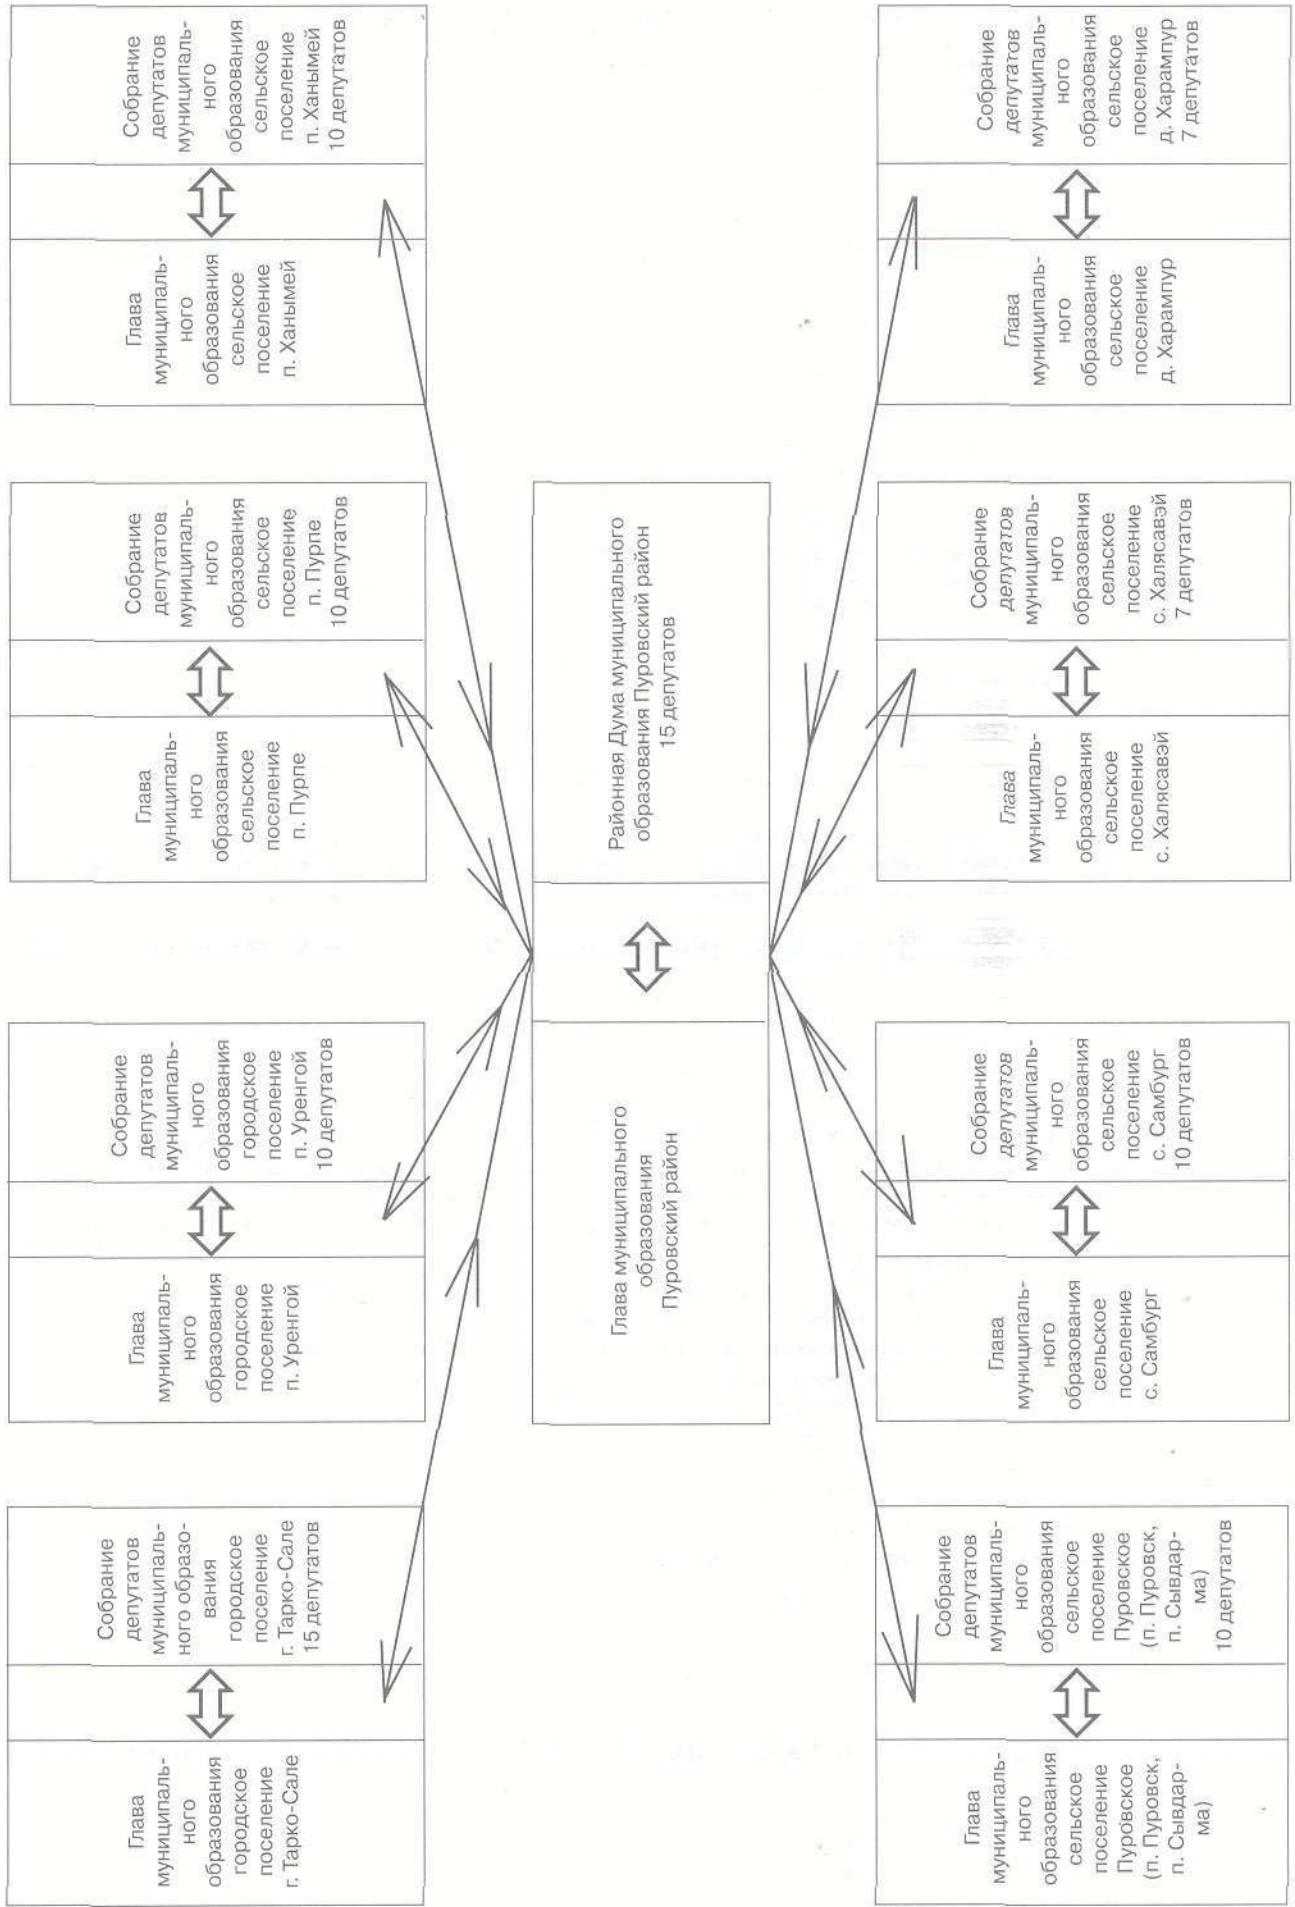 Глава
муниципаль-
ного
образования
городское
поселение
г. Тарко-Сале
Собрание
депутатов
муниципаль-
ного образо-
вания
городское
поселение
г. Тарко-Сале
15 депутатов
Глава
муниципаль-
ного
образования
городское
поселение
п. Уренгой
Собрание
депутатов
муниципаль-
ного
образования
городское
поселение
п. Уренгой
10 депутатов
Глава
муниципаль-
ного
образования
сельское
поселение
п. Пурпе
Собрание
депутатов
муниципаль-
ного
образования
сельское
поселение
п. Пурпе
10 депутатов
Глава
муниципаль-
ного
образования
сельское
поселение
п. Ханымей
Собрание
депутатов
муниципаль-
ного
образования
сельское
поселение
п. Ханымей
10 депутатов
Глава муниципального
образования
Пуровский район
Районная Дума муниципального
образования Пуровский район
15 депутатов
Глава
муниципаль-
ного
образования
сельское
поселение
Пуровское
(п. Пуровск,
п. Сывдар-
ма)
Собрание
депутатов
муниципаль-
ного
образования
сельское
поселение
Пуровское
(п. Пуровск,
п. Сывдар-
ма)
10 депутатов
Глава
муниципаль-
ного
образования
сельское
поселение
с. Самбург
Собрание
депутатов
муниципаль-
ного
образования
сельское
поселение
с. Самбург
10 депутатов
Глава
муниципаль-
ного
образования
сельское
поселение
с. Халясавэй
Собрание
депутатов
муниципаль-
ного
образования
сельское
поселение
с. Халясавэй
7 депутатов
Глава
муниципаль-
ного
образования
сельское
поселение
д. Харампур
Собрание
депутатов
муниципаль-
ного
образования
сельское
поселение
д. Харампур
7 депутатов